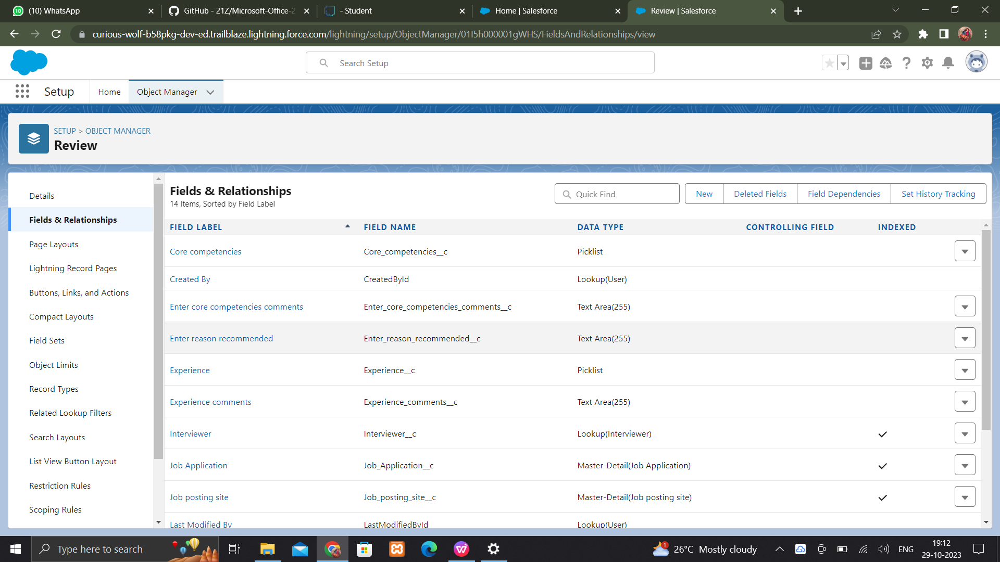 (10) WhatsApp
GitHub - 21Z/Microsoft-Office-2
- Student
Home | Salesforce
Review | Salesforce
curious-wolf-b58pkg-dev-ed.trailblaze.lightning.force.com/lightning/setup/ObjectManager/01I5h000001gWHS/FieldsAndRelationships/view
Search Setup
Setup
Home
Object Manager
SETUP > OBJECT MANAGER
Review
Details
Fields & Relationships
Page Layouts
Lightning Record Pages
Buttons, Links, and Actions
Compact Layouts
Field Sets
Object Limits
Record Types
Related Lookup Filters
Search Layouts
List View Button Layout
Restriction Rules
Scoping Rules
Fields & Relationships
14 Items, Sorted by Field Label
Quick Find
New
Deleted Fields
Field Dependencies
Set History Tracking
FIELD LABEL FIELD NAME DATA TYPE CONTROLLING FIELD INDEXED
Core competencies Core_competencies__c Picklist
Created By CreatedById Lookup(User)
Enter core competencies comments Enter_core_competencies_comments__c Text Area(255)
Enter reason recommended Enter_reason_recommended__c Text Area(255)
Experience Experience__c Picklist
Experience comments Experience_comments__c Text Area(255)
Interviewer Interviewer__c Lookup(Interviewer)
Job Application Job_Application__c Master-Detail(Job Application)
Job posting site Job_posting_site__c Master-Detail(Job posting site)
Last Modified By LastModifiedById Lookup(User)
Type here to search
1
26°C Mostly cloudy
ENG
19:12
29-10-2023